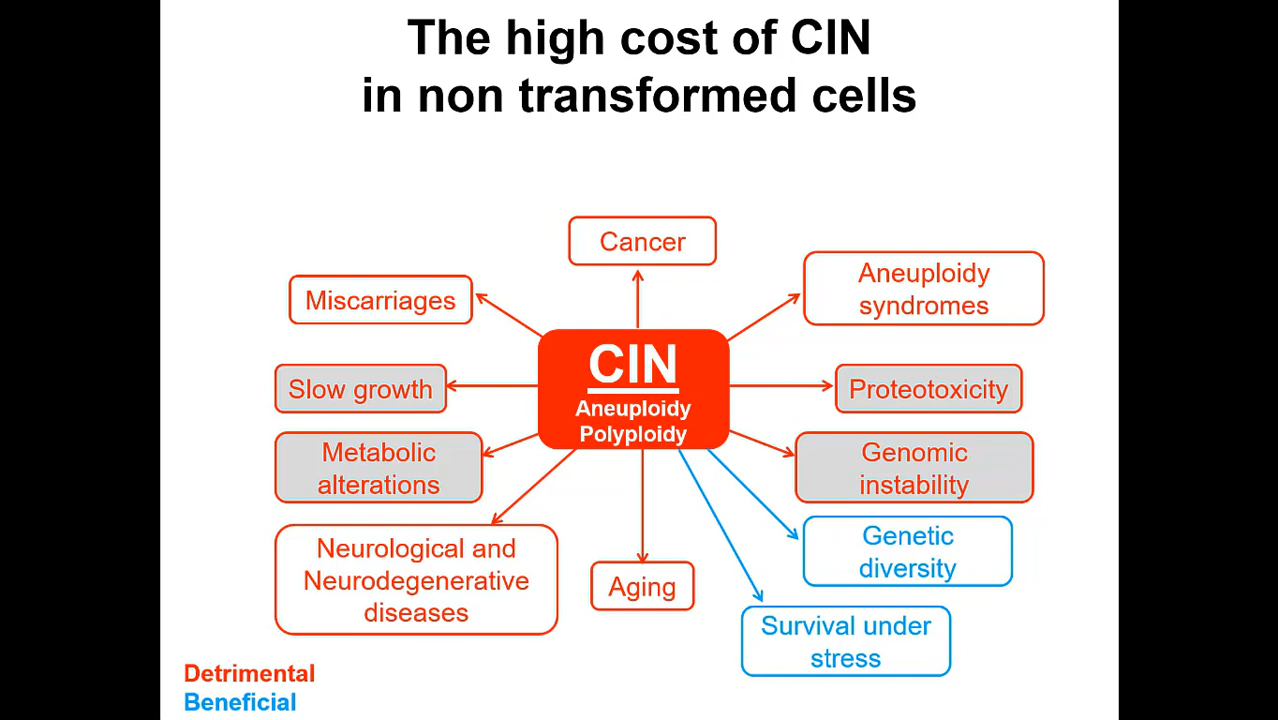 The high cost of CIN
in non transformed cells
Cancer
Miscarriages
Aneuploidy
syndromes
CIN
Aneuploidy
Polyploidy
Slow growth
Proteotoxicity
Metabolic
alterations
Genomic
instability
Neurological and
Neurodegenerative
diseases
Aging
Genetic
diversity
Survival under
stress
Detrimental
Beneficial